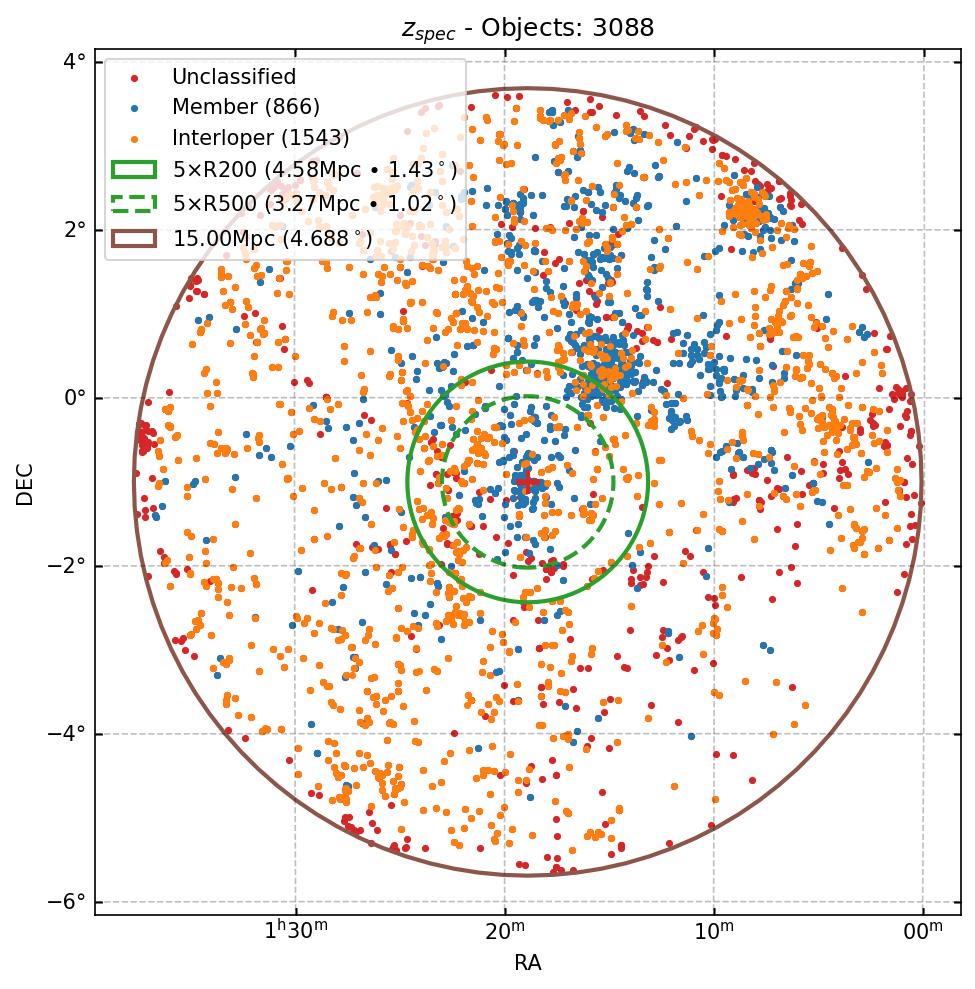 z_spec - Objects: 3088
Unclassified
Member (866)
Interloper (1543)
5×R200 (4.58Mpc • 1.43°)
5×R500 (3.27Mpc • 1.02°)
15.00Mpc (4.688°)
4°
2°
0°
−2°
−4°
−6°
DEC
1ʰ30ᵐ 20ᵐ 10ᵐ 00ᵐ
RA